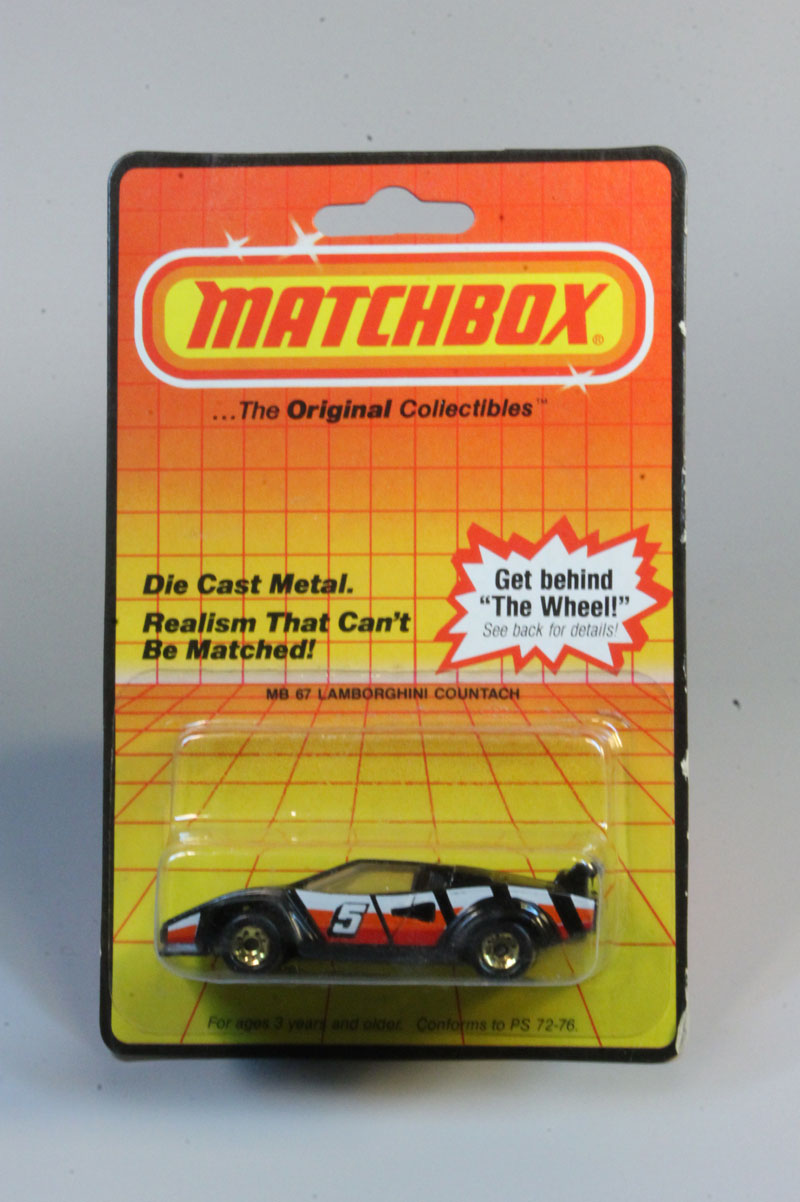 MATCHBOX®
...The Original Collectibles™
Die Cast Metal.
Realism That Can't
Be Matched!
Get behind
“The Wheel!”
See back for details!
MB 67 LAMBORGHINI COUNTACH
5
For ages 3 years and older. Conforms to PS 72-76.